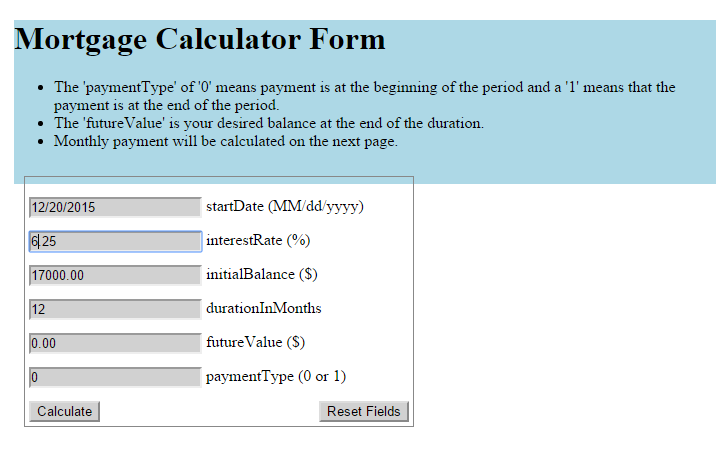 Mortgage Calculator Form
• The 'paymentType' of '0' means payment is at the beginning of the period and a '1' means that the
payment is at the end of the period.
• The 'futureValue' is your desired balance at the end of the duration.
• Monthly payment will be calculated on the next page.
12/20/2015 startDate (MM/dd/yyyy)
6.25 interestRate (%)
17000.00 initialBalance ($)
12 durationInMonths
0.00 futureValue ($)
0 paymentType (0 or 1)
Calculate Reset Fields